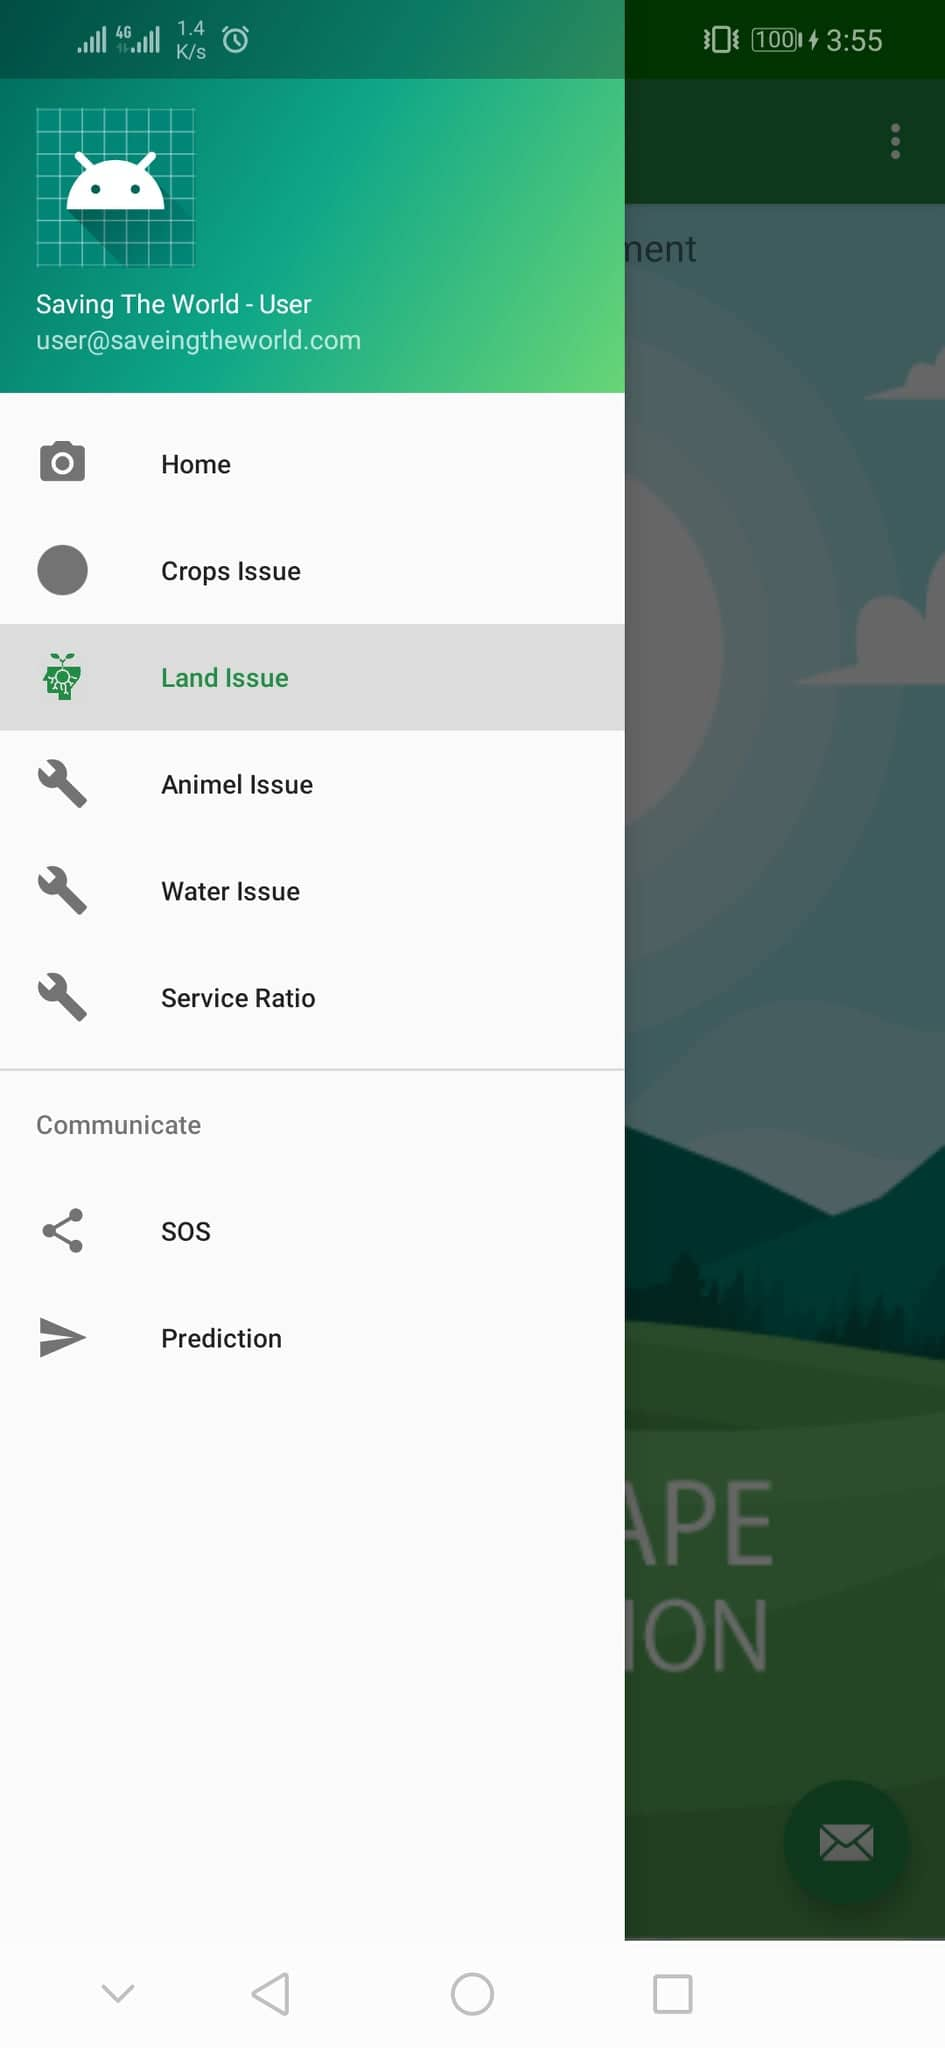 4G 1.4 K/s 100 3:55
ment
Saving The World - User
user@saveingtheworld.com
Home
Crops Issue
Land Issue
Animel Issue
Water Issue
Service Ratio
Communicate
SOS
Prediction
APE
ION